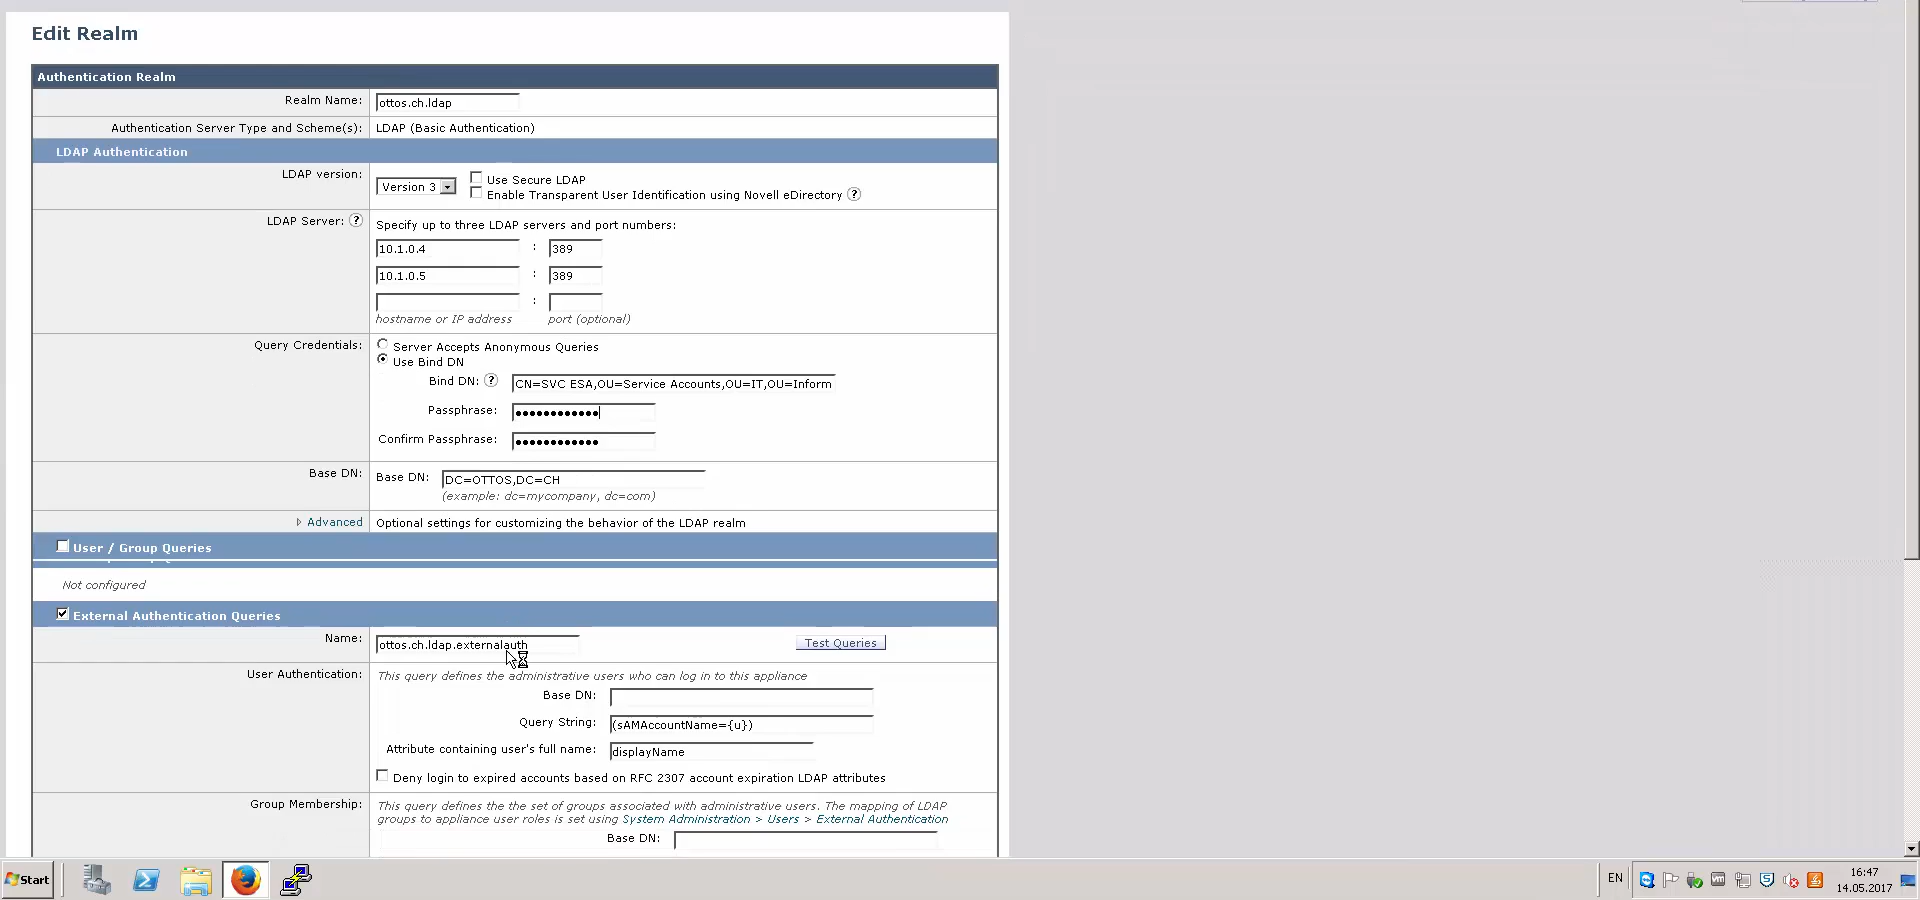 Edit Realm
Authentication Realm
Realm Name: ottos.ch.ldap
Authentication Server Type and Scheme(s): LDAP (Basic Authentication)
LDAP Authentication
LDAP version: Version 3 Use Secure LDAP
Enable Transparent User Identification using Novell eDirectory ?
LDAP Server: ? Specify up to three LDAP servers and port numbers:
10.1.0.4 : 389
10.1.0.5 : 389
:
hostname or IP address port (optional)
Query Credentials: Server Accepts Anonymous Queries
Use Bind DN
Bind DN: ? CN=SVC ESA,OU=Service Accounts,OU=IT,OU=Inform
Passphrase: ••••••••••••
Confirm Passphrase: ••••••••••••
Base DN: Base DN: DC=OTTOS,DC=CH
(example: dc=mycompany, dc=com)
Advanced Optional settings for customizing the behavior of the LDAP realm
User / Group Queries
Not configured
External Authentication Queries
Name: ottos.ch.ldap.externalauth Test Queries
User Authentication: This query defines the administrative users who can log in to this appliance
Base DN:
Query String: (sAMAccountName={u})
Attribute containing user's full name: displayName
Deny login to expired accounts based on RFC 2307 account expiration LDAP attributes
Group Membership: This query defines the the set of groups associated with administrative users. The mapping of LDAP
groups to appliance user roles is set using System Administration > Users > External Authentication
Base DN:
Start EN 16:47
14.05.2017